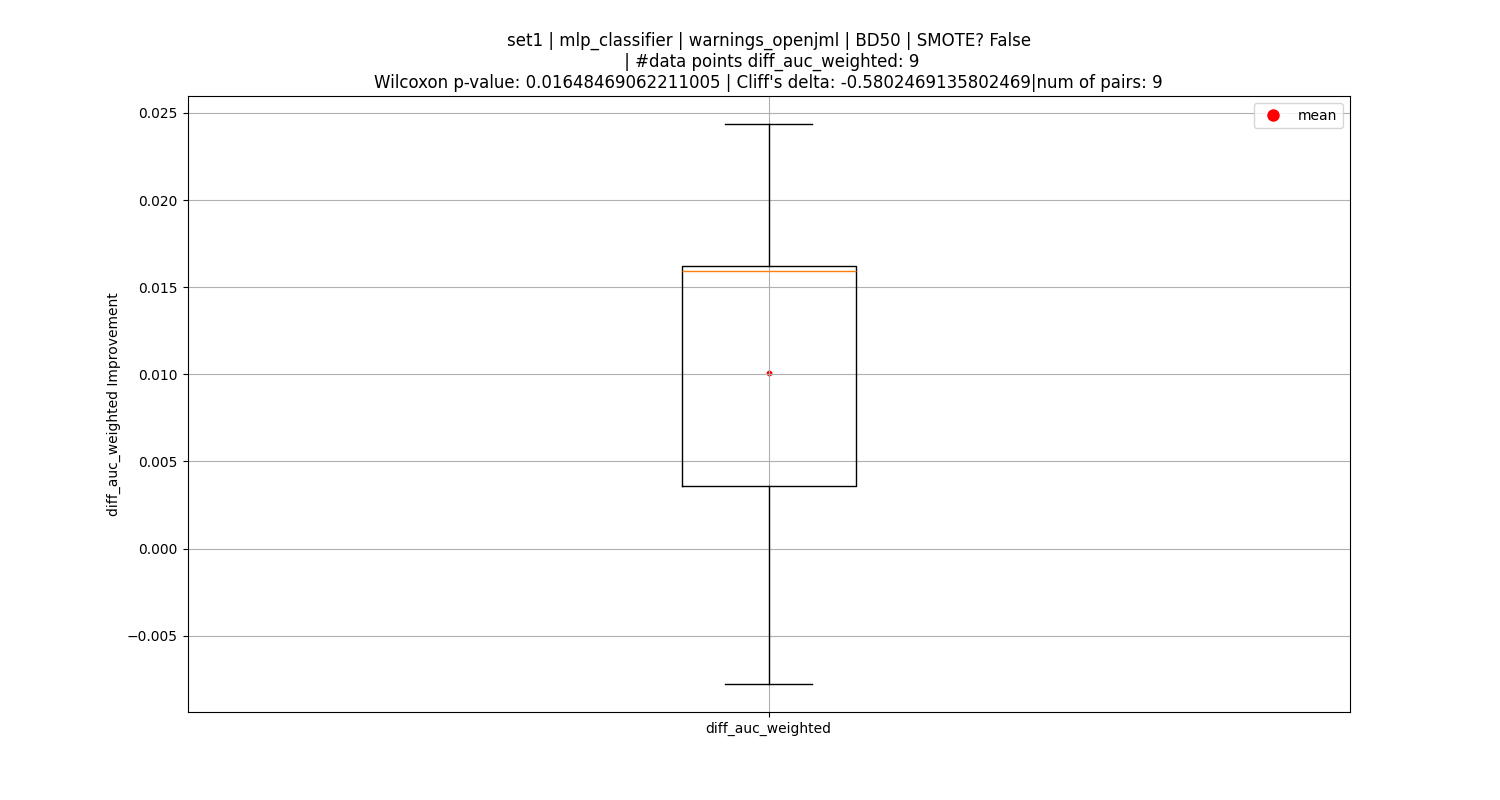 set1 | mlp_classifier | warnings_openjml | BD50 | SMOTE? False
| #data points diff_auc_weighted: 9
Wilcoxon p-value: 0.01648469062211005 | Cliff's delta: -0.5802469135802469|num of pairs: 9
mean
0.025
0.020
0.015
0.010
0.005
0.000
−0.005
diff_auc_weighted Improvement
diff_auc_weighted